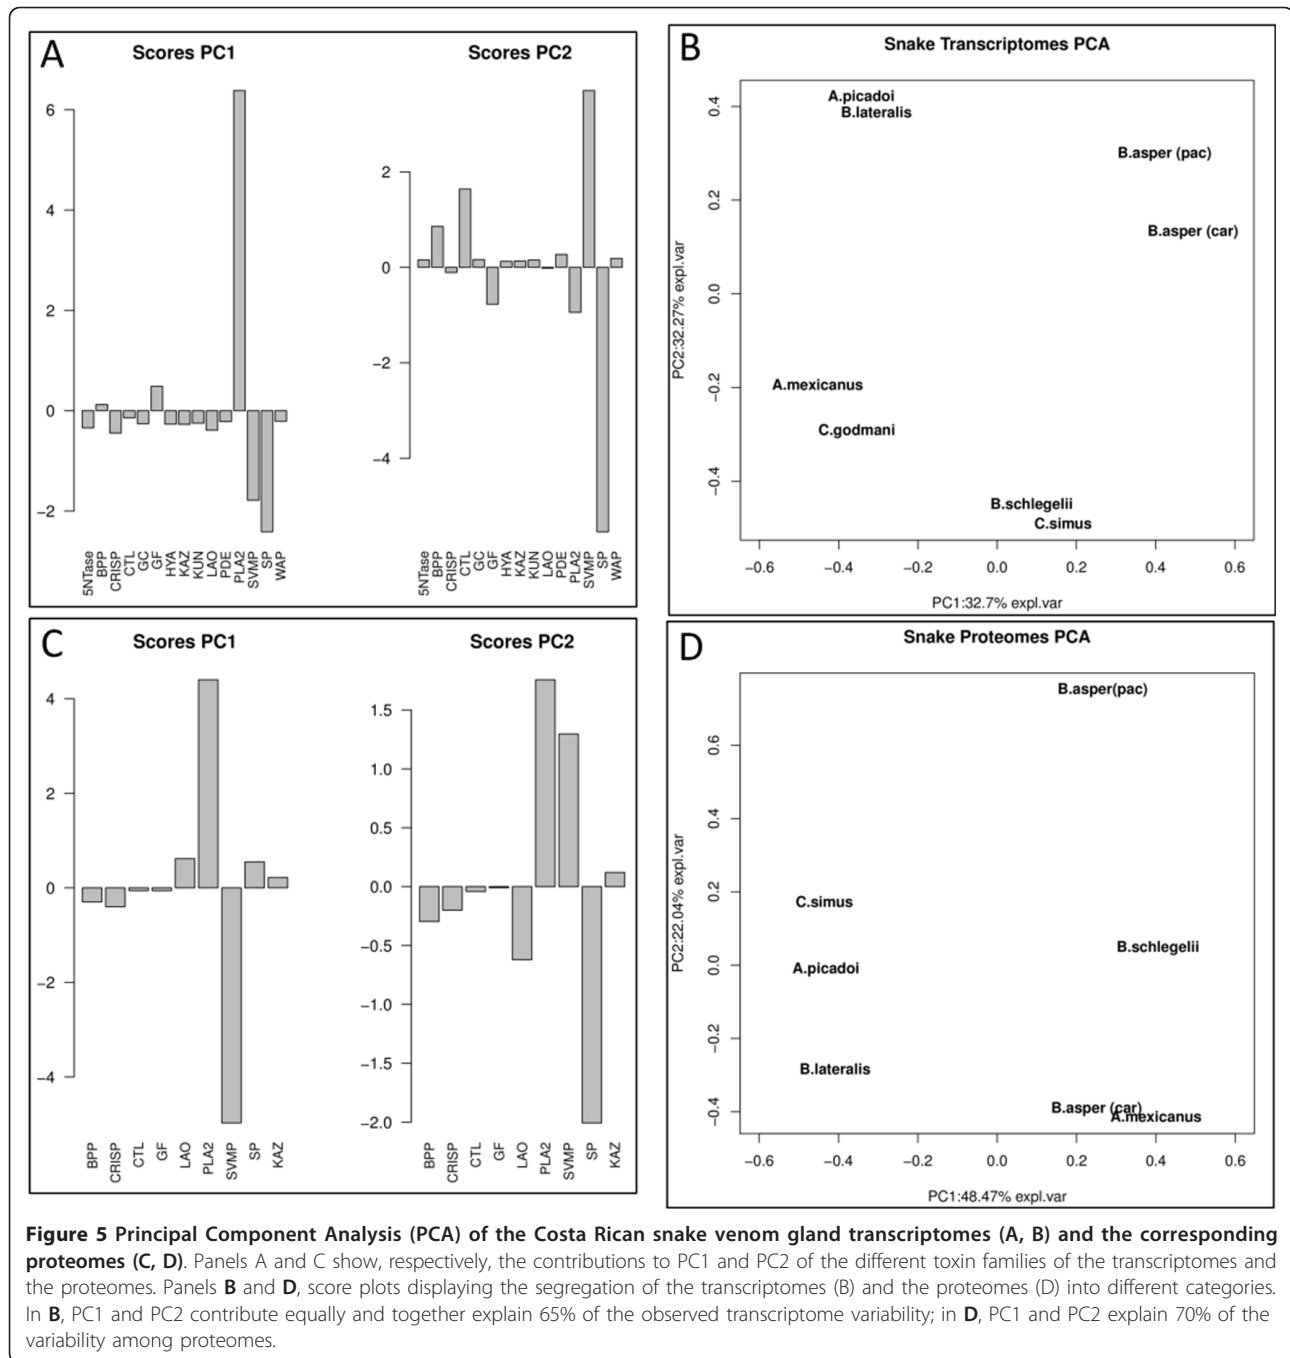 A
Scores PC1
Scores PC2
6
4
2
0
−2
2
0
−2
−4
5NTase
BPP
CRISP
CTL
GC
GF
HYA
KAZ
KUN
LAO
PDE
PLA2
SVMP
SP
WAP
5NTase
BPP
CRISP
CTL
GC
GF
HYA
KAZ
KUN
LAO
PDE
PLA2
SVMP
SP
WAP
B
Snake Transcriptomes PCA
PC2:32.27% expl.var
0.4
0.2
0.0
−0.2
−0.4
A.picadoi
B.lateralis
B.asper (pac)
B.asper (car)
A.mexicanus
C.godmani
B.schlegelii
C.simus
−0.6 −0.4 −0.2 0.0 0.2 0.4 0.6
PC1:32.7% expl.var
C
Scores PC1
Scores PC2
4
2
0
−2
−4
1.5
1.0
0.5
0.0
−0.5
−1.0
−1.5
−2.0
BPP
CRISP
CTL
GF
LAO
PLA2
SVMP
SP
KAZ
BPP
CRISP
CTL
GF
LAO
PLA2
SVMP
SP
KAZ
D
Snake Proteomes PCA
PC2:22.04% expl.var
0.6
0.4
0.2
0.0
−0.2
−0.4
B.asper(pac)
C.simus
B.schlegelii
A.picadoi
B.lateralis
B.asper (car)
A.mexicanus
−0.6 −0.4 −0.2 0.0 0.2 0.4 0.6
PC1:48.47% expl.var
Figure 5 Principal Component Analysis (PCA) of the Costa Rican snake venom gland transcriptomes (A, B) and the corresponding
proteomes (C, D). Panels A and C show, respectively, the contributions to PC1 and PC2 of the different toxin families of the transcriptomes and
the proteomes. Panels B and D, score plots displaying the segregation of the transcriptomes (B) and the proteomes (D) into different categories.
In B, PC1 and PC2 contribute equally and together explain 65% of the observed transcriptome variability; in D, PC1 and PC2 explain 70% of the
variability among proteomes.